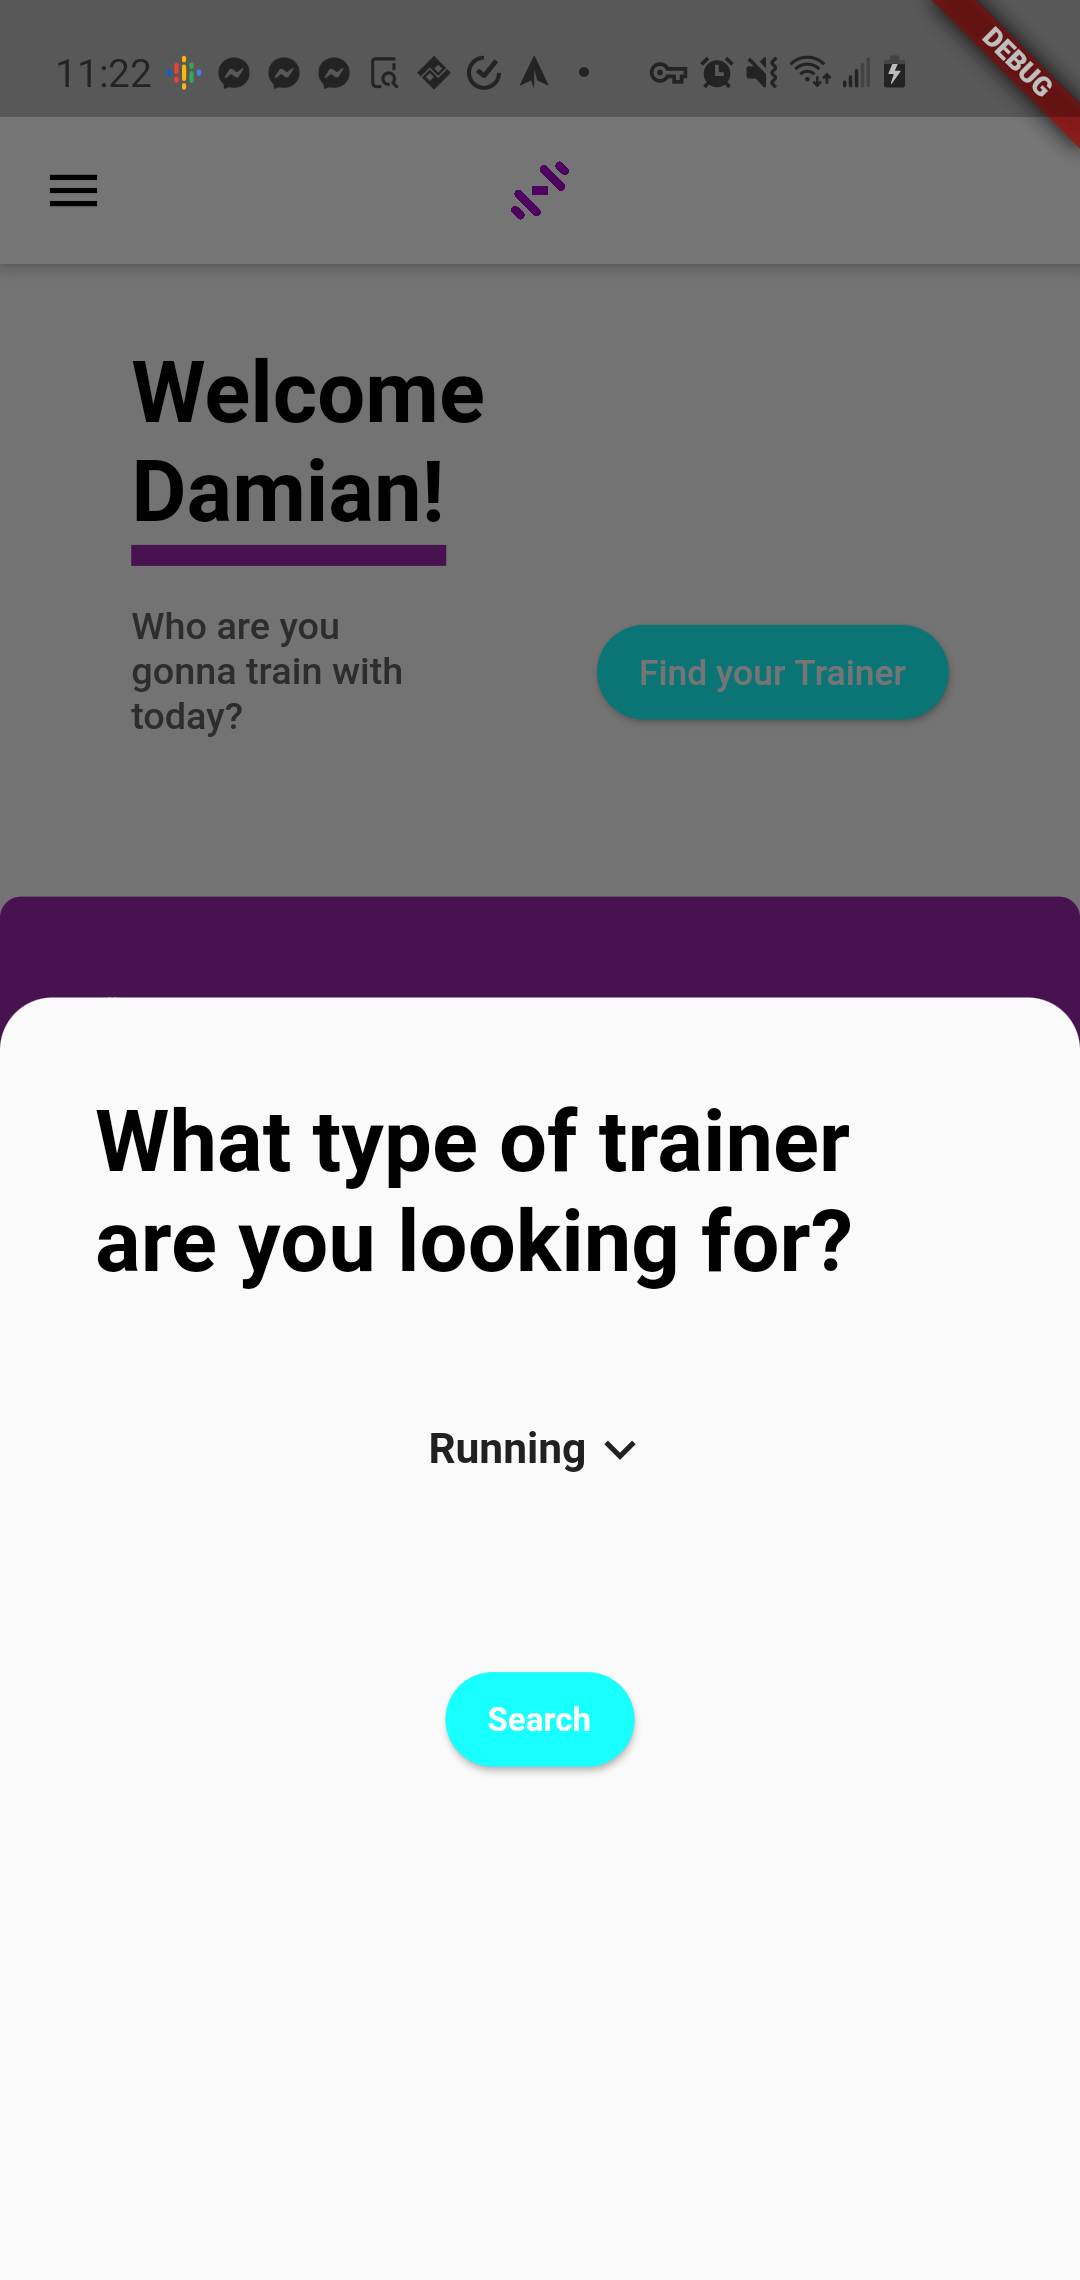 11:22
DEBUG
Welcome
Damian!
Who are you
gonna train with
today?
Find your Trainer
What type of trainer
are you looking for?
Running
Search